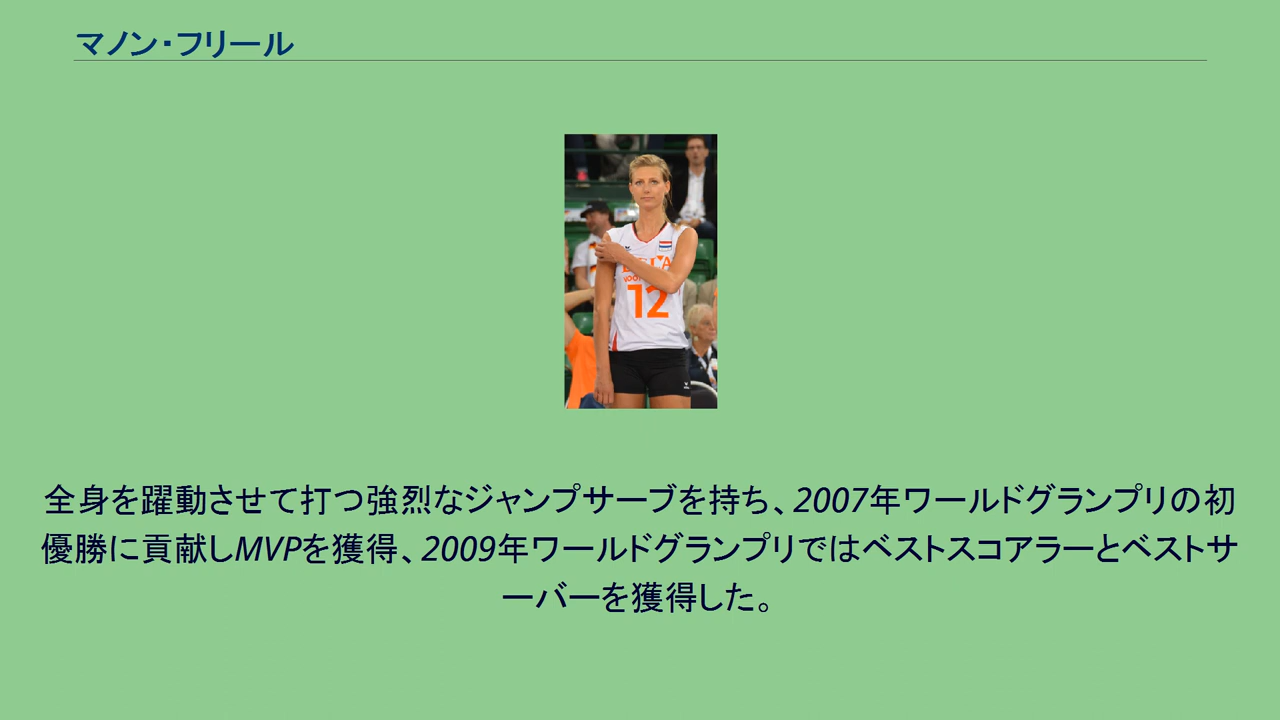 マノン・フリール
12
全身を躍動させて打つ強烈なジャンプサーブを持ち、2007年ワールドグランプリの初
優勝に貢献しMVPを獲得、2009年ワールドグランプリではベストスコアラーとベストサ
ーバーを獲得した。